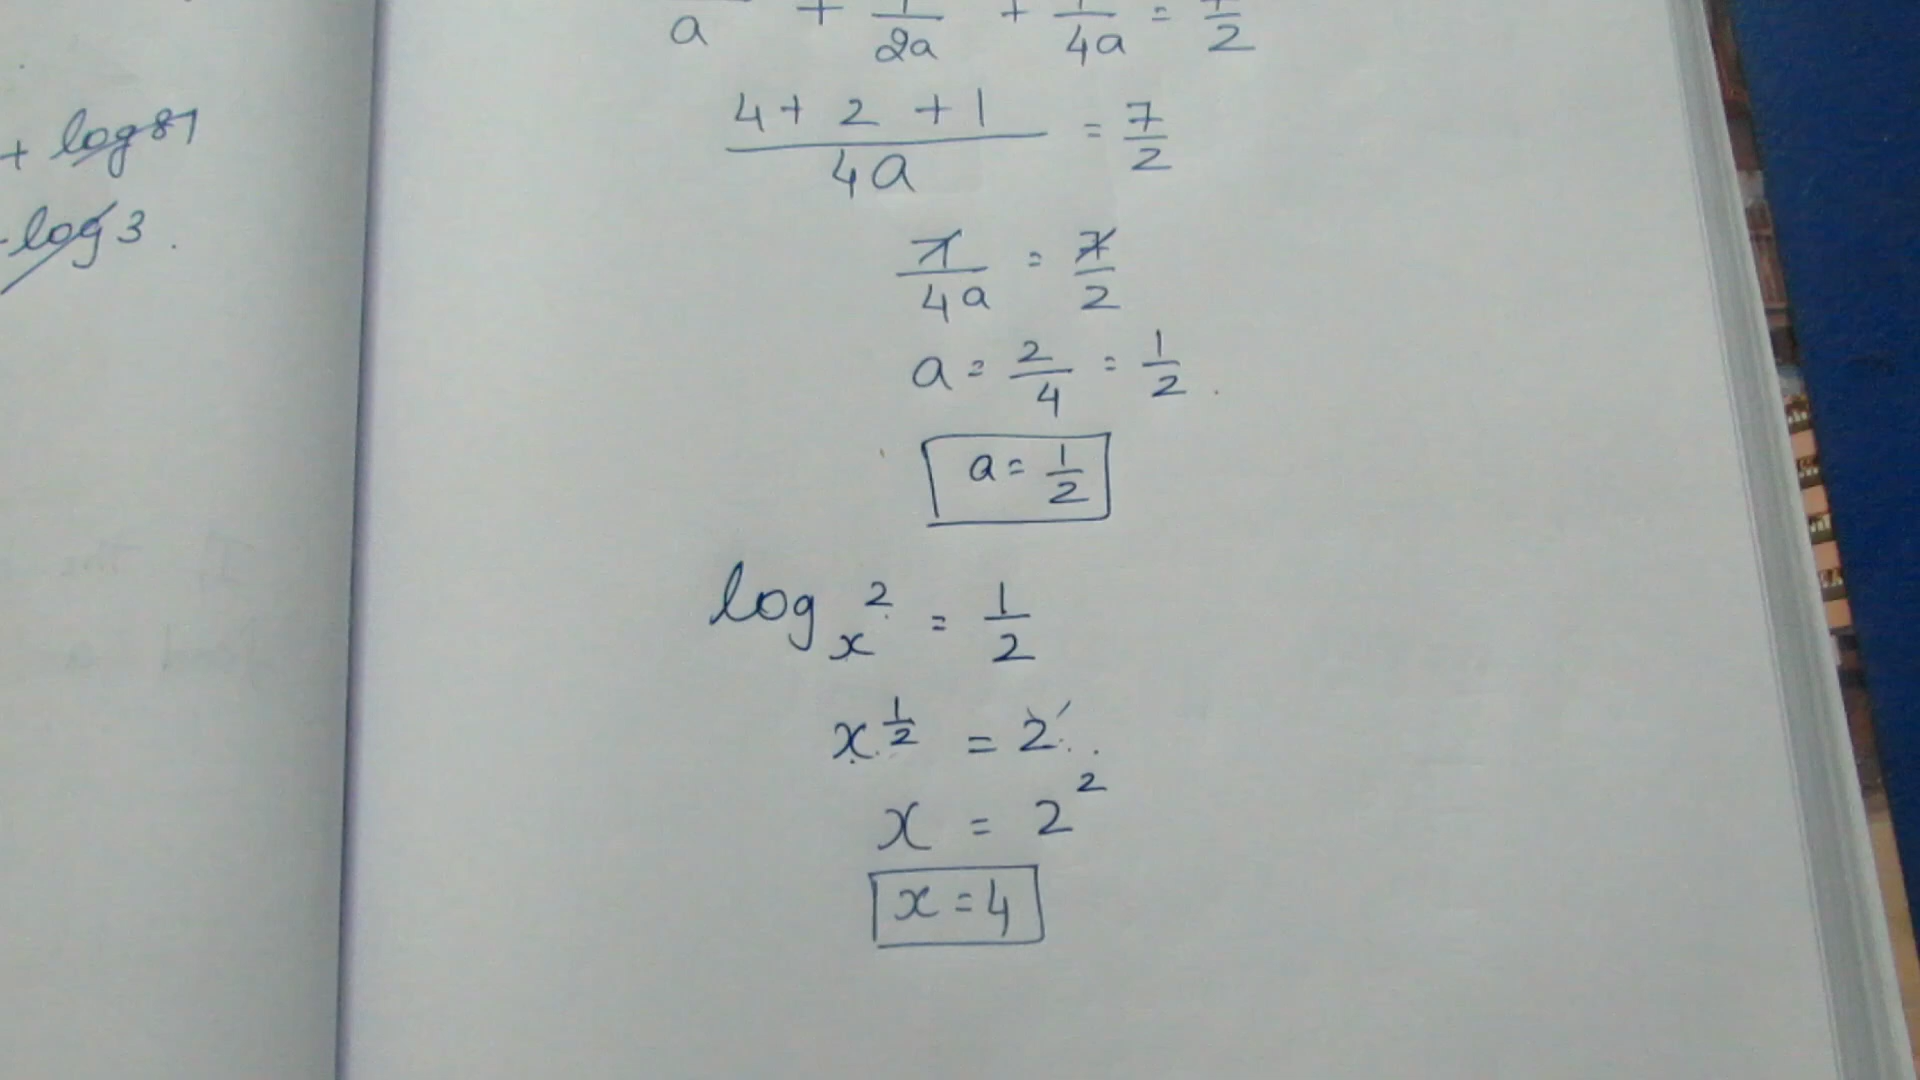 + log 81
- log 3.
/a + 1/2a + 1/4a = 7/2
4 + 2 + 1 / 4a = 7/2
7/4a = 7/2
a = 2/4 = 1/2.
a = 1/2
log x 2 = 1/2
x^1/2 = 2
x = 2^2
x = 4